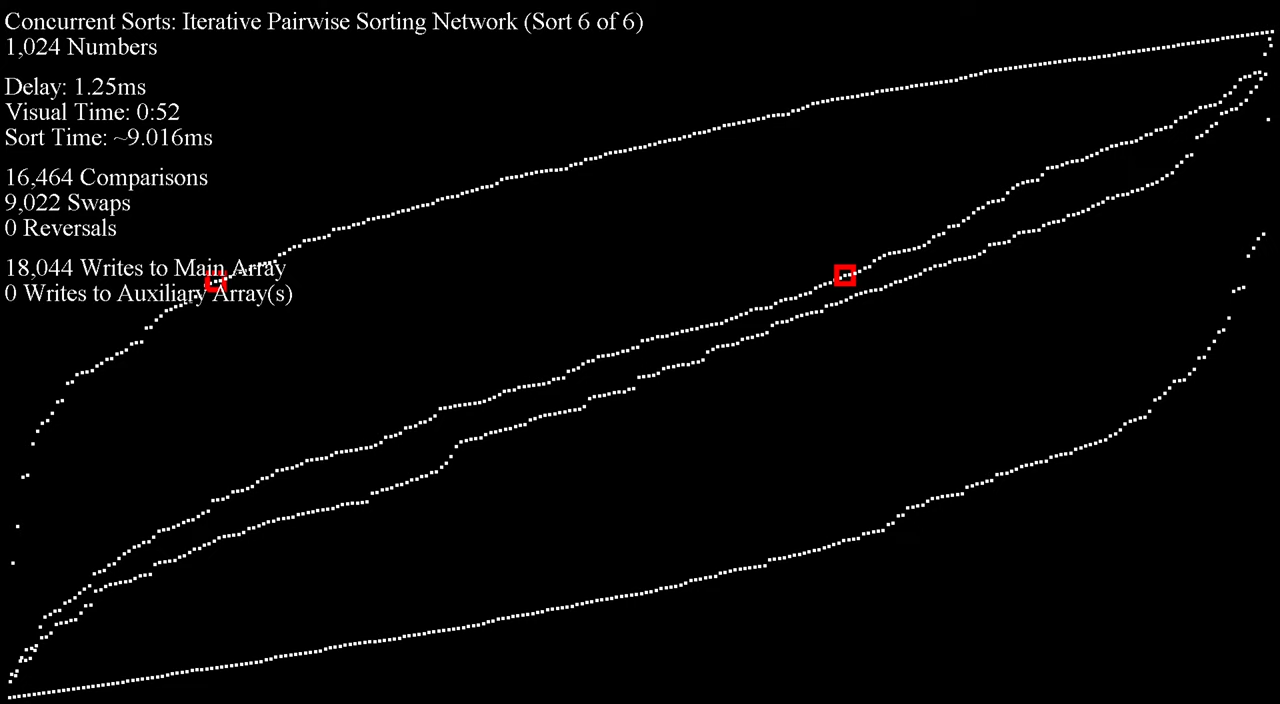 Concurrent Sorts: Iterative Pairwise Sorting Network (Sort 6 of 6)
1,024 Numbers
Delay: 1.25ms
Visual Time: 0:52
Sort Time: ~9.016ms
16,464 Comparisons
9,022 Swaps
0 Reversals
18,044 Writes to Main Array
0 Writes to Auxiliary Array(s)